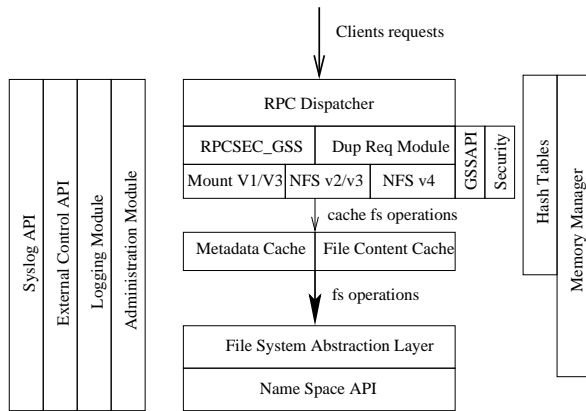 Clients requests
RPC Dispatcher
RPCSEC_GSS
Dup Req Module
Mount V1/V3
NFS v2/v3
NFS v4
GSSAPI
Security
cache fs operations
Metadata Cache
File Content Cache
fs operations
File System Abstraction Layer
Name Space API
Syslog API
External Control API
Logging Module
Administration Module
Hash Tables
Memory Manager